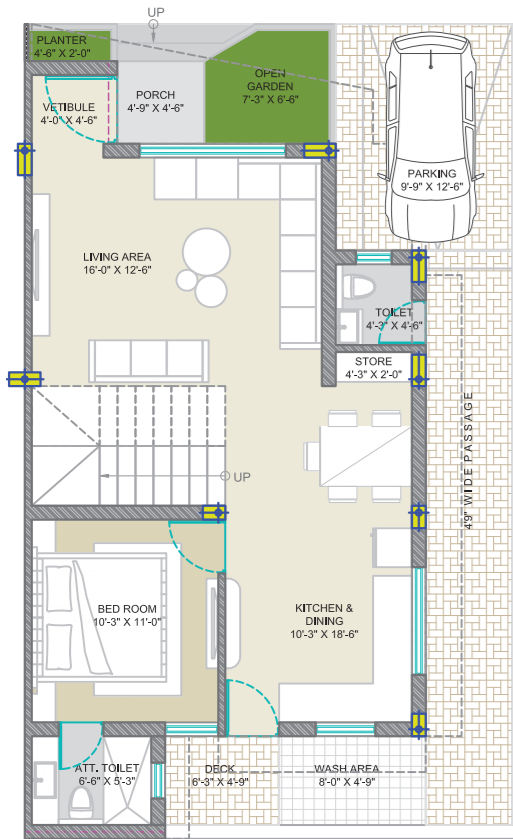 UP
PLANTER
4'-6" X 2'-0"
OPEN
GARDEN
7'-3" X 6'-6"
PORCH
4'-9" X 4'-6"
VETIBULE
4'-0" X 4'-6"
PARKING
9'-9" X 12'-6"
LIVING AREA
16'-0" X 12'-6"
TOILET
4'-3" X 4'-6"
STORE
4'-3" X 2'-0"
4'9" WIDE PASSAGE
UP
BED ROOM
10'-3" X 11'-0"
KITCHEN &
DINING
10'-3" X 18'-6"
ATT. TOILET
6'-6" X 5'-3"
DECK
6'-3" X 4'-9"
WASH AREA
8'-0" X 4'-9"